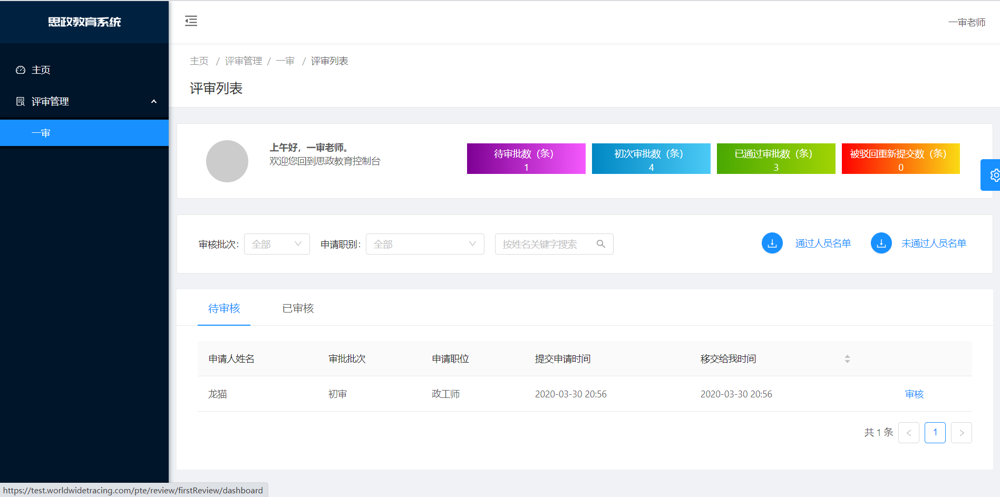 思政教育系统
一审老师
主页
评审管理
一审
主页 / 评审管理 / 一审 / 评审列表
评审列表
上午好，一审老师。
欢迎您回到思政教育控制台
待审批数（条）
1
初次审批数（条）
4
已通过审批数（条）
3
被驳回重新提交数（条）
0
审核批次： 全部 申请职别： 全部 按姓名关键字搜索 通过人员名单 未通过人员名单
待审核 已审核
申请人姓名 审批批次 申请职位 提交申请时间 移交给我时间
龙猫 初审 政工师 2020-03-30 20:56 2020-03-30 20:56 审核
共 1 条 < 1 >
https://test.worldwidetracing.com/pte/review/firstReview/dashboard